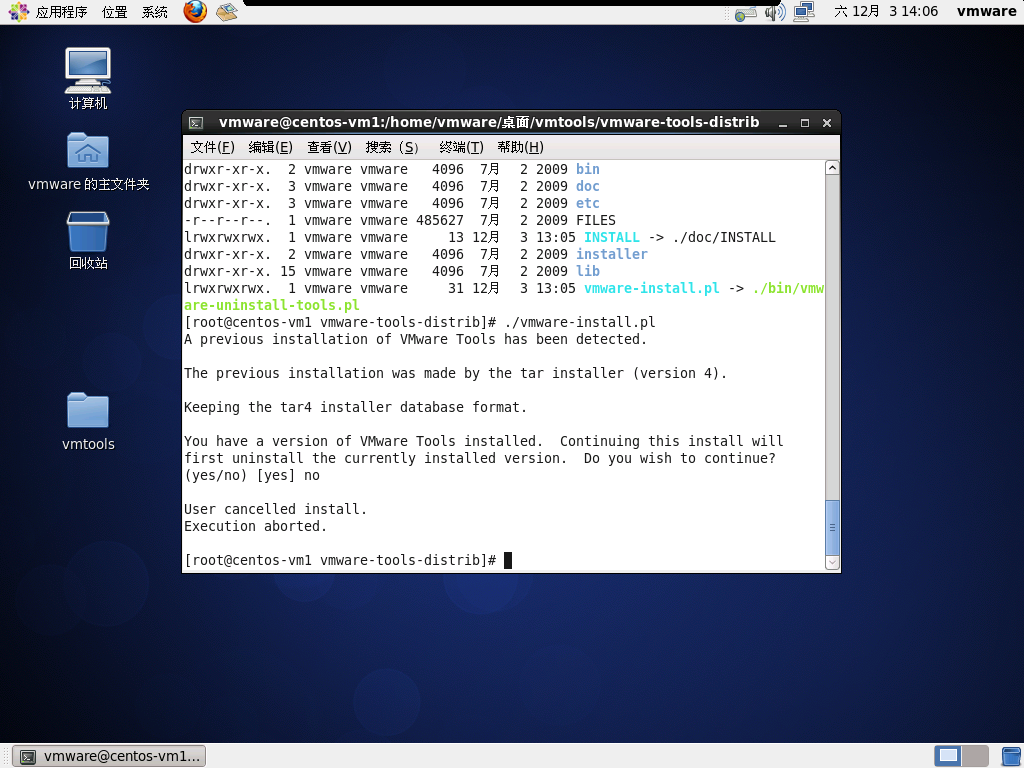 应用程序 位置 系统 六 12月 3 14:06 vmware
计算机
vmware 的主文件夹
回收站
vmtools
vmware@centos-vm1:/home/vmware/桌面/vmtools/vmware-tools-distrib
文件(F) 编辑(E) 查看(V) 搜索 (S) 终端(T) 帮助(H)
drwxr-xr-x.  2 vmware vmware   4096  7月   2 2009 bin
drwxr-xr-x.  3 vmware vmware   4096  7月   2 2009 doc
drwxr-xr-x.  3 vmware vmware   4096  7月   2 2009 etc
-r--r--r--.  1 vmware vmware 485627  7月   2 2009 FILES
lrwxrwxrwx.  1 vmware vmware     13 12月   3 13:05 INSTALL -> ./doc/INSTALL
drwxr-xr-x.  2 vmware vmware   4096  7月   2 2009 installer
drwxr-xr-x. 15 vmware vmware   4096  7月   2 2009 lib
lrwxrwxrwx.  1 vmware vmware     31 12月   3 13:05 vmware-install.pl -> ./bin/vmw
are-uninstall-tools.pl
[root@centos-vm1 vmware-tools-distrib]# ./vmware-install.pl
A previous installation of VMware Tools has been detected.
The previous installation was made by the tar installer (version 4).
Keeping the tar4 installer database format.
You have a version of VMware Tools installed.  Continuing this install will
first uninstall the currently installed version.  Do you wish to continue?
(yes/no) [yes] no
User cancelled install.
Execution aborted.
[root@centos-vm1 vmware-tools-distrib]#
vmware@centos-vm1...